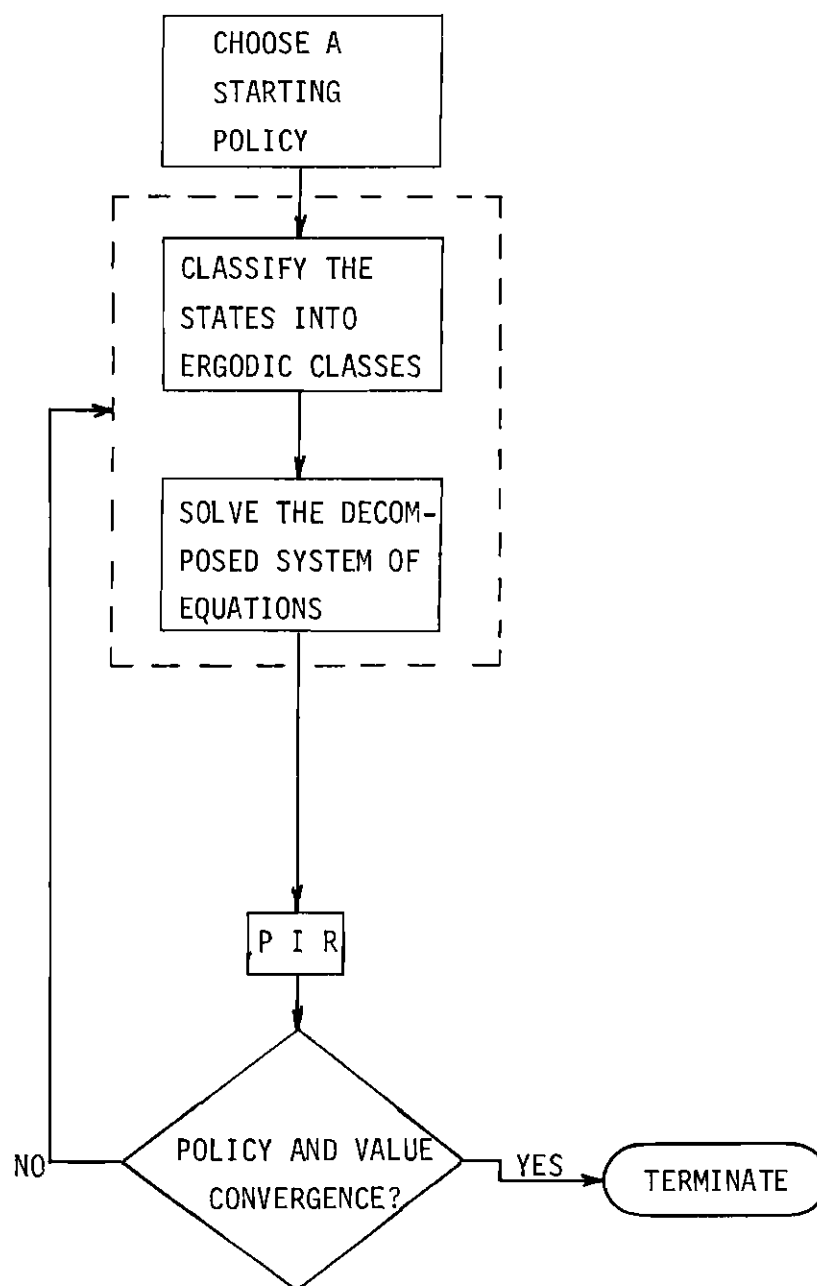 CHOOSE A
STARTING
POLICY
CLASSIFY THE
STATES INTO
ERGODIC CLASSES
SOLVE THE DECOM-
POSED SYSTEM OF
EQUATIONS
P I R
POLICY AND VALUE
CONVERGENCE?
NO
YES
TERMINATE